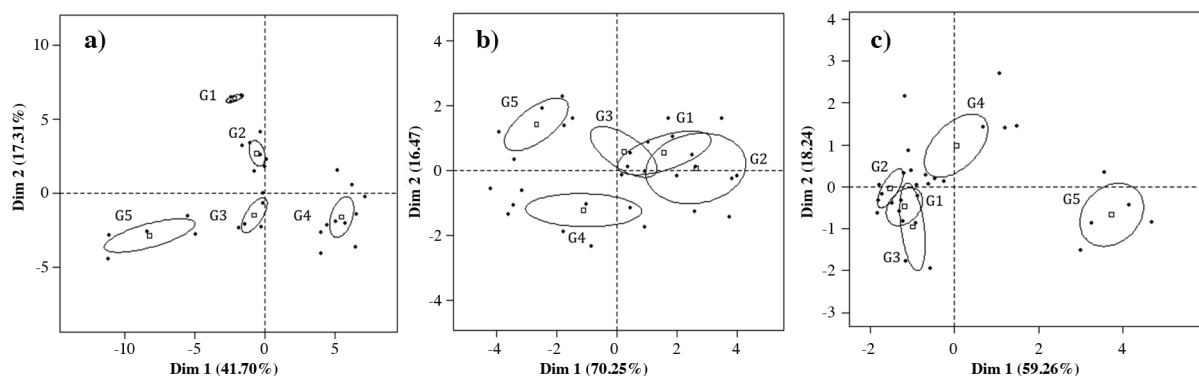 a)
10
5
0
-5
Dim 2 (17.31%)
G1
G2
G3
G4
G5
-10
-5
0
5
Dim 1 (41.70%)
b)
4
2
0
-2
-4
Dim 2 (16.47)
G5
G3
G1
G2
G4
-4
-2
0
2
4
Dim 1 (70.25%)
c)
4
3
2
1
0
-1
-2
-3
Dim 2 (18.24)
G4
G2
G1
G5
G3
-2
0
2
4
Dim 1 (59.26%)